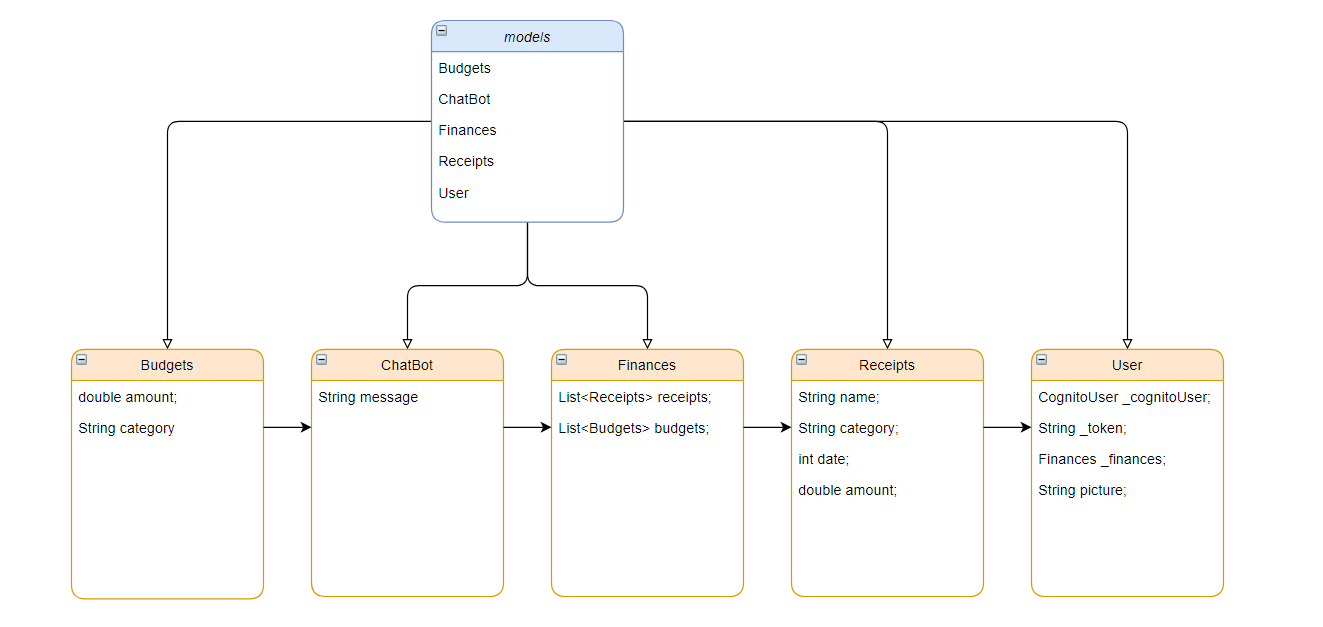 models
Budgets
ChatBot
Finances
Receipts
User
Budgets
double amount;
String category
ChatBot
String message
Finances
List<Receipts> receipts;
List<Budgets> budgets;
Receipts
String name;
String category;
int date;
double amount;
User
CognitoUser _cognitoUser;
String _token;
Finances _finances;
String picture;